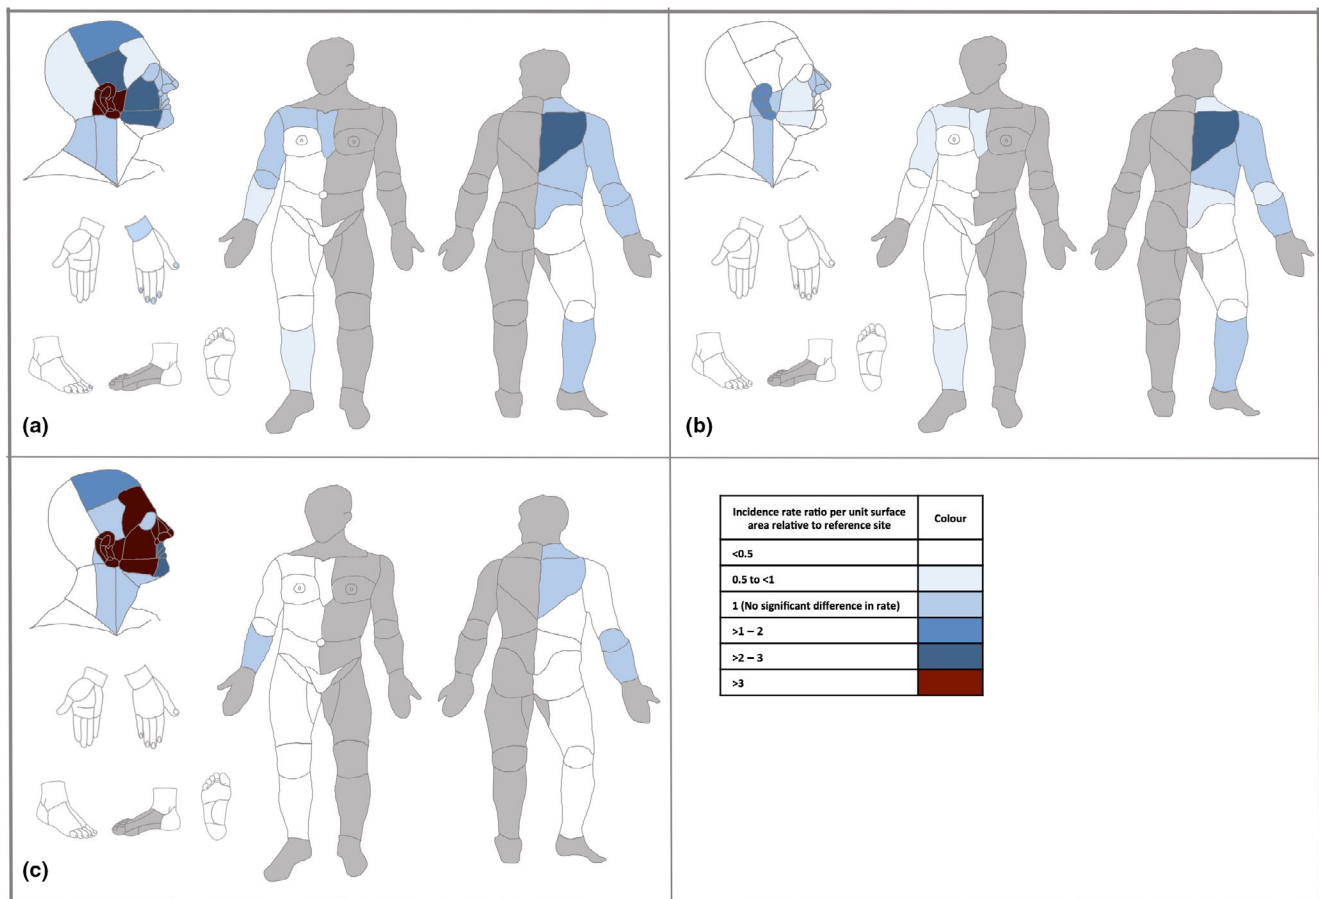 (a)
(b)
(c)
Incidence rate ratio per unit surface
area relative to reference site
Colour
<0.5
0.5 to <1
1 (No significant difference in rate)
>1 – 2
>2 – 3
>3